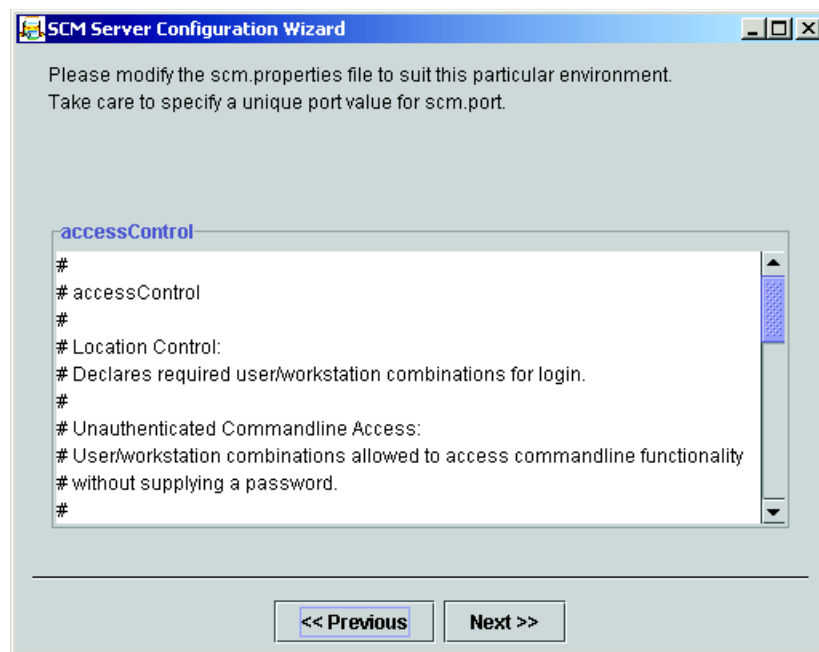 SCM Server Configuration Wizard
Please modify the scm.properties file to suit this particular environment.
Take care to specify a unique port value for scm.port.
accessControl
#
# accessControl
#
# Location Control:
# Declares required user/workstation combinations for login.
#
# Unauthenticated Commandline Access:
# User/workstation combinations allowed to access commandline functionality
# without supplying a password.
#
<< Previous
Next >>